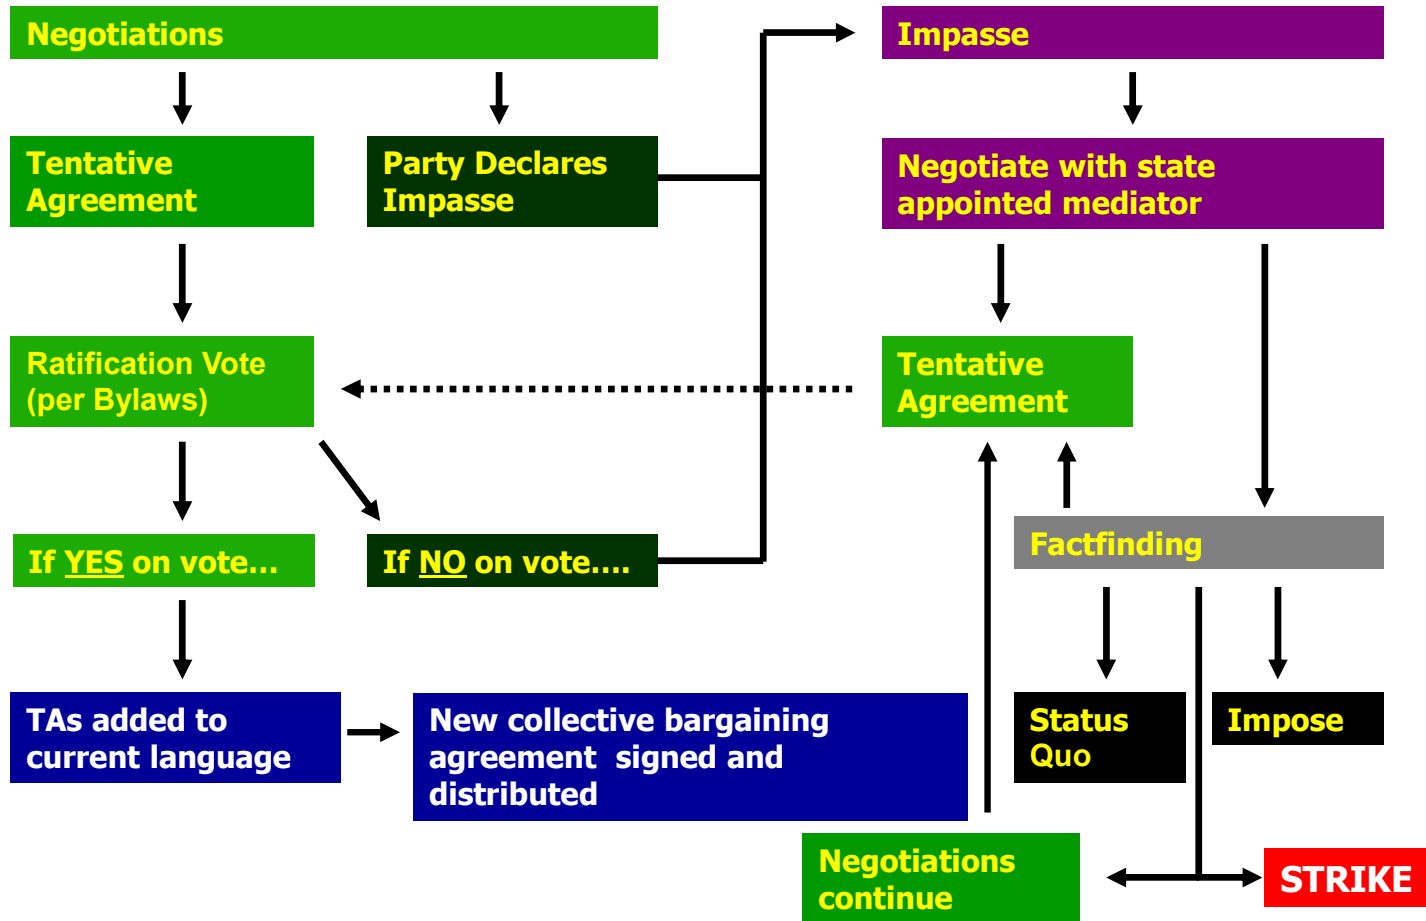 Negotiations
Impasse
Tentative
Agreement
Party Declares
Impasse
Negotiate with state
appointed mediator
Ratification Vote
(per Bylaws)
Tentative
Agreement
If YES on vote...
If NO on vote....
Factfinding
TAs added to
current language
New collective bargaining
agreement  signed and
distributed
Status
Quo
Impose
Negotiations
continue
STRIKE